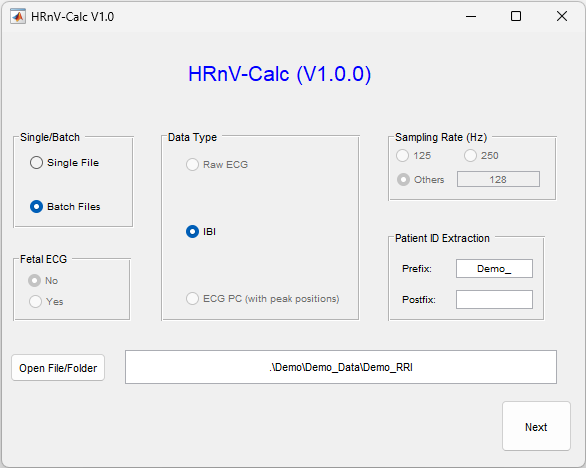 HRnV-Calc V1.0
HRnV-Calc (V1.0.0)
Single/Batch
Single File
Batch Files
Fetal ECG
No
Yes
Data Type
Raw ECG
IBI
ECG PC (with peak positions)
Sampling Rate (Hz)
125 250
Others 128
Patient ID Extraction
Prefix: Demo_
Postfix:
Open File/Folder .\Demo\Demo_Data\Demo_RRI
Next